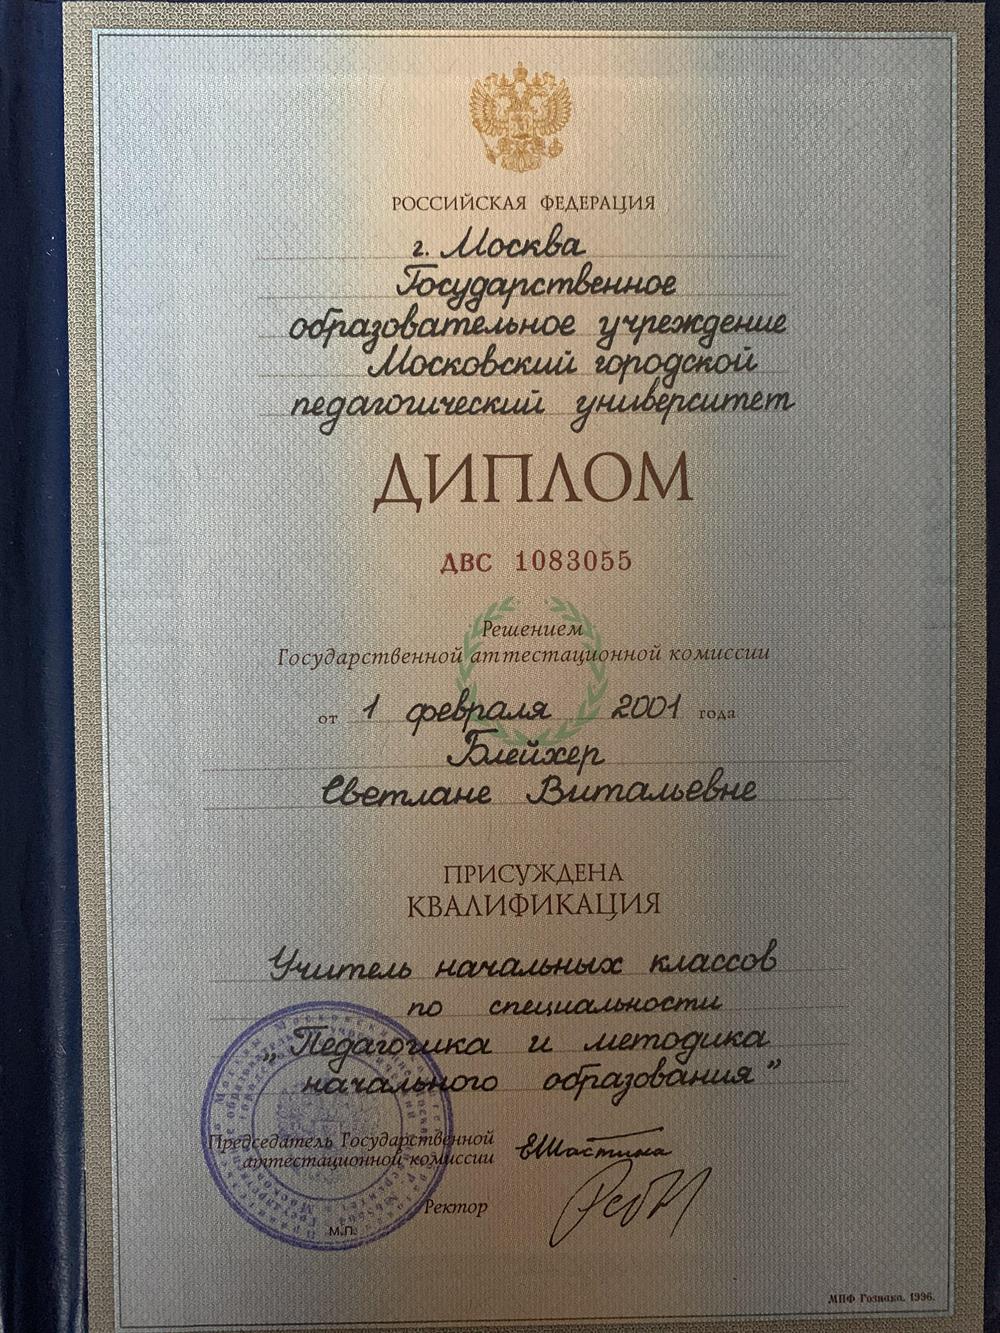 РОССИЙСКАЯ ФЕДЕРАЦИЯ
г. Москва
Государственное
образовательное учреждение
Московский городской
педагогический университет
ДИПЛОМ
ДВС 1083055
Решением
Государственной аттестационной комиссии
от 1 февраля 2001 года
Блейхер
Светлане Витальевне
ПРИСУЖДЕНА
КВАЛИФИКАЦИЯ
Учитель начальных классов
по специальности
„Педагогика и методика
начального образования”
Председатель Государственной
аттестационной комиссии
Ректор
М.П.
МПФ Гознака. 1996.